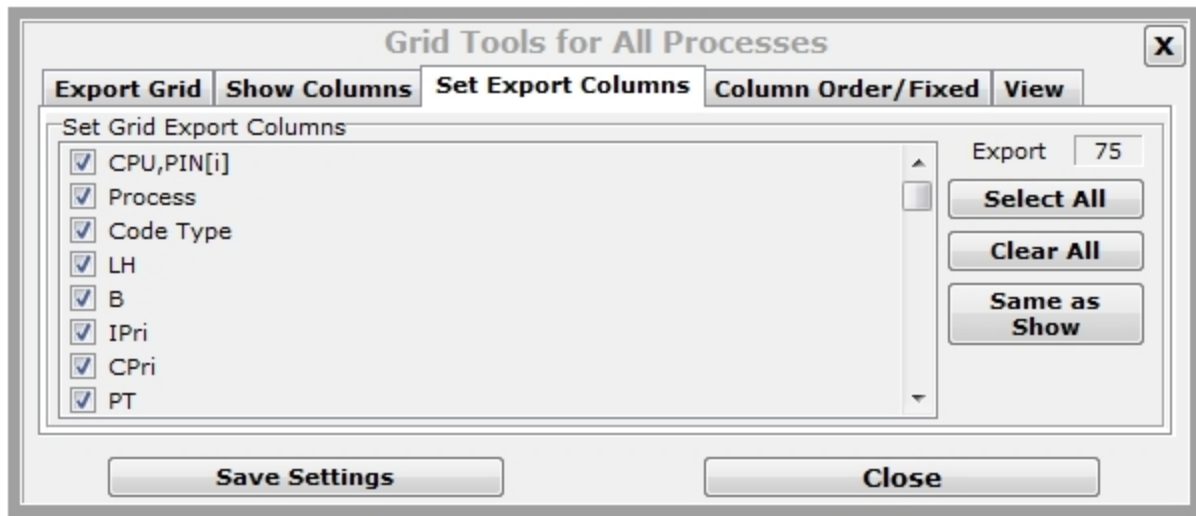 Grid Tools for All Processes
X
Export Grid Show Columns Set Export Columns Column Order/Fixed View
Set Grid Export Columns
CPU,PIN[i]
Process
Code Type
LH
B
IPri
CPri
PT
Export 75
Select All
Clear All
Same as
Show
Save Settings Close